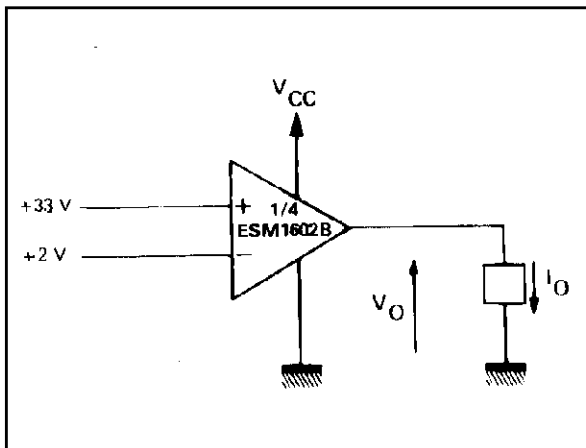 VCC
+33 V
+
1/4
ESM1602B
+2 V
−
VO
IO